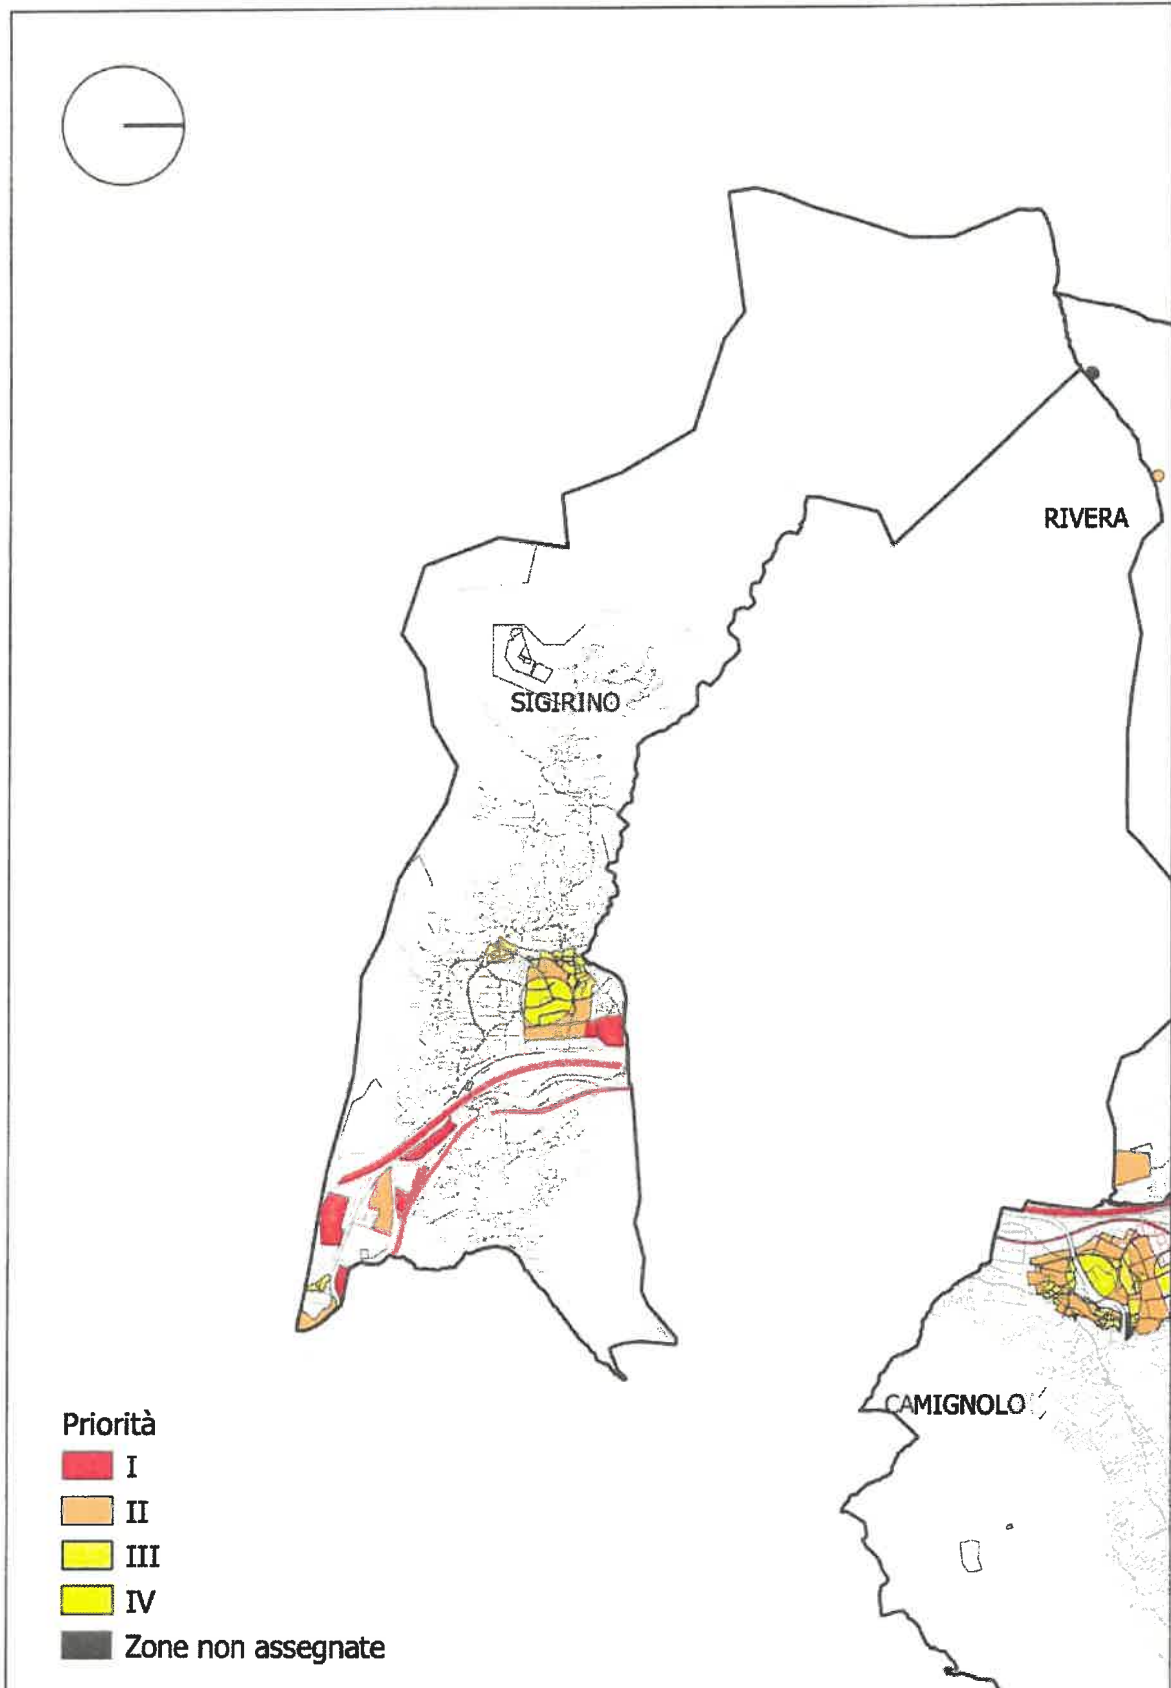 RIVERA
SIGIRINO
CAMIGNOLO
Priorità
I
II
III
IV
Zone non assegnate